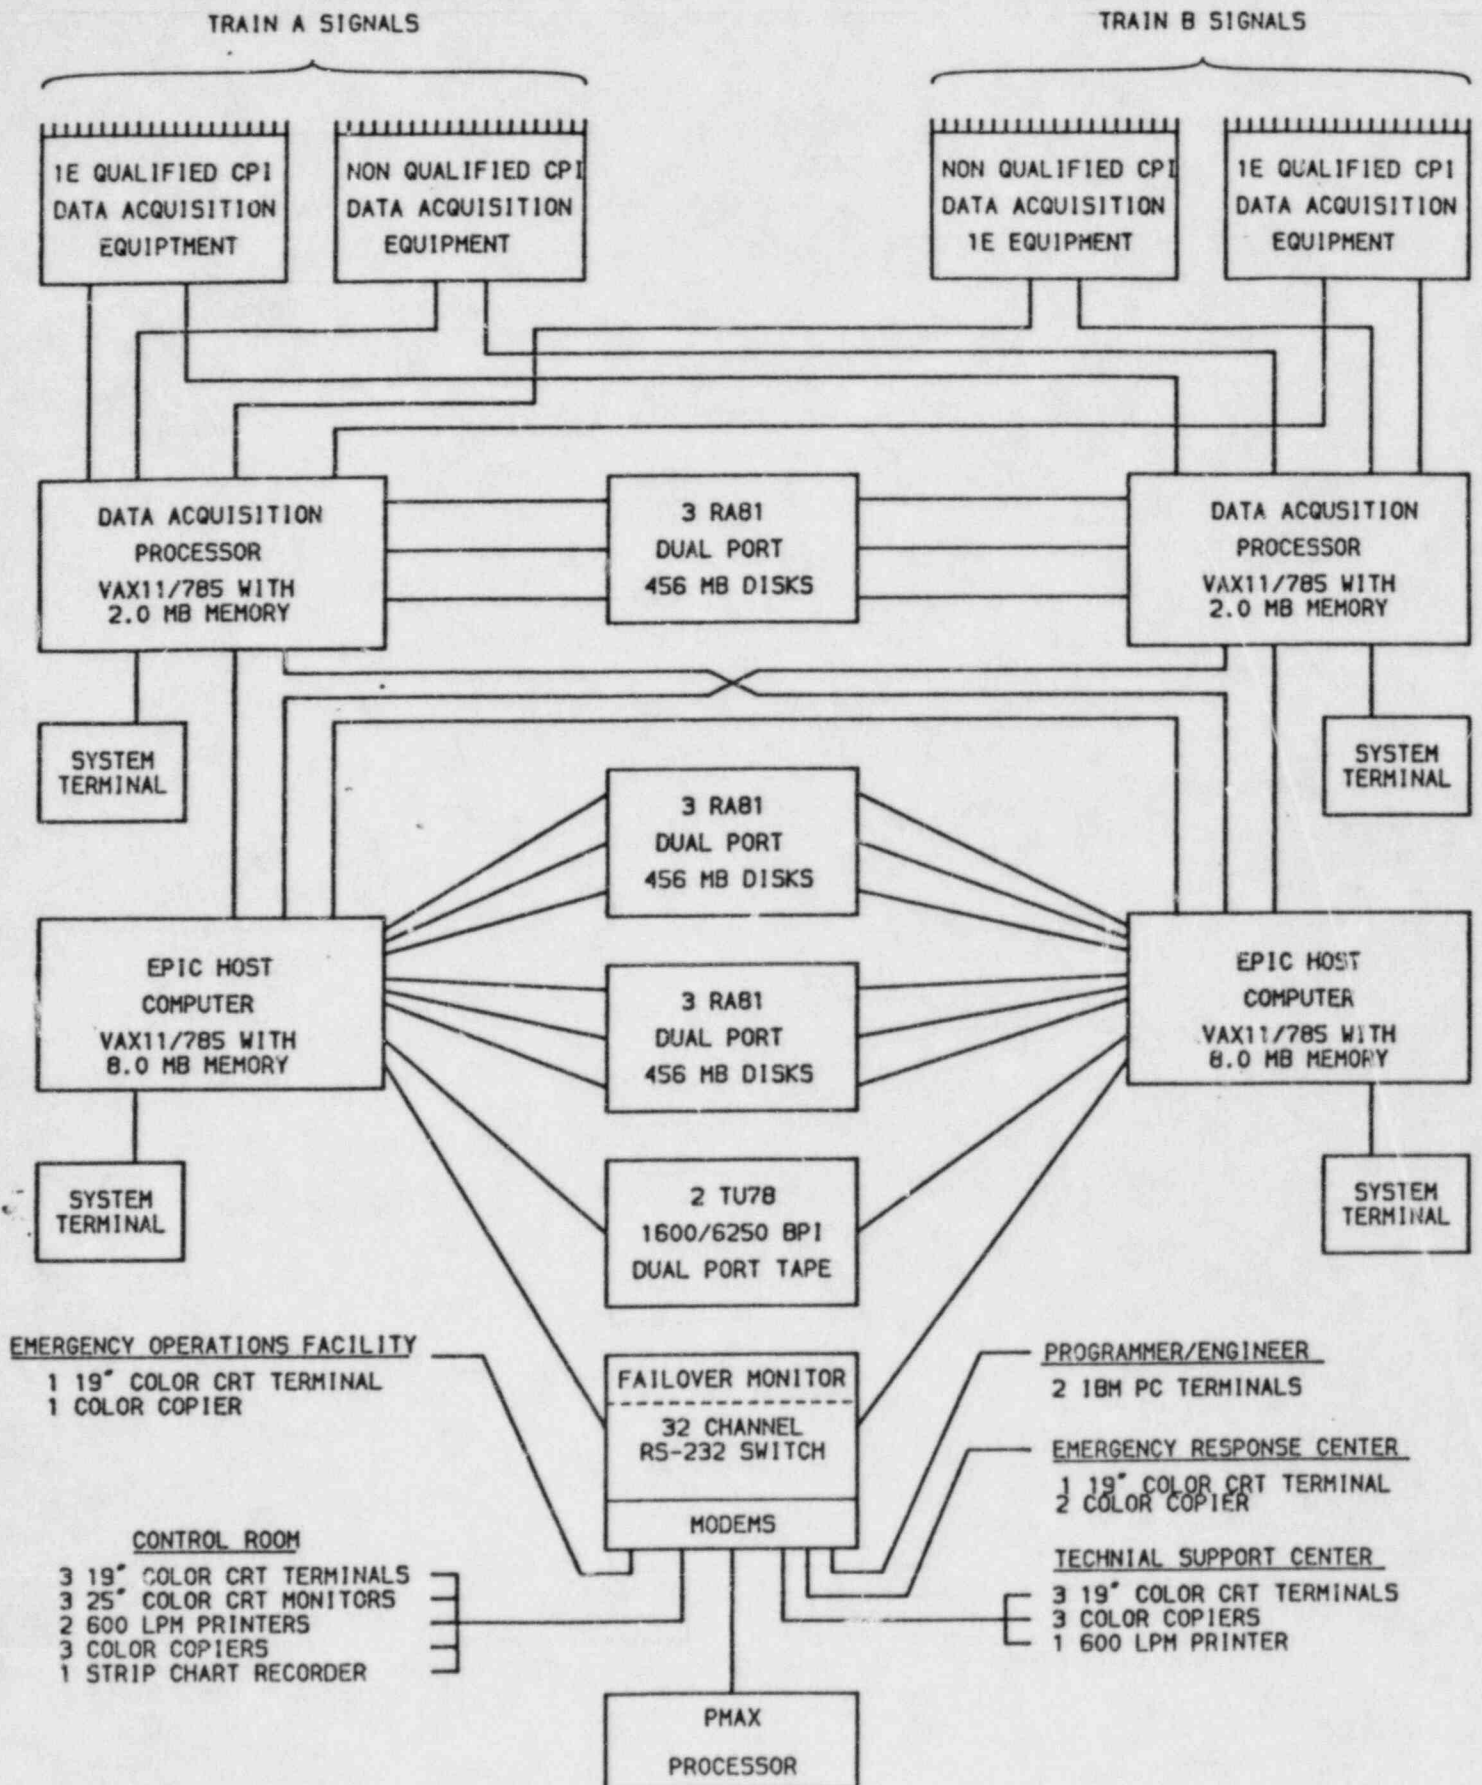 TRAIN A SIGNALS
TRAIN B SIGNALS
1E QUALIFIED CPI
DATA ACQUISITION
EQUIPTMENT
NON QUALIFIED CPI
DATA ACQUISITION
EQUIPMENT
NON QUALIFIED CPI
DATA ACQUISITION
1E EQUIPMENT
1E QUALIFIED CPI
DATA ACQUISITION
EQUIPMENT
DATA ACQUISITION
PROCESSOR
VAX11/785 WITH
2.0 MB MEMORY
3 RA81
DUAL PORT
456 MB DISKS
DATA ACQUSITION
PROCESSOR
VAX11/785 WITH
2.0 MB MEMORY
SYSTEM
TERMINAL
SYSTEM
TERMINAL
3 RA81
DUAL PORT
456 MB DISKS
EPIC HOST
COMPUTER
VAX11/785 WITH
8.0 MB MEMORY
3 RA81
DUAL PORT
456 MB DISKS
EPIC HOST
COMPUTER
VAX11/785 WITH
8.0 MB MEMORY
SYSTEM
TERMINAL
2 TU78
1600/6250 BPI
DUAL PORT TAPE
SYSTEM
TERMINAL
EMERGENCY OPERATIONS FACILITY
1 19" COLOR CRT TERMINAL
1 COLOR COPIER
FAILOVER MONITOR
32 CHANNEL
RS-232 SWITCH
MODEMS
PROGRAMMER/ENGINEER
2 IBM PC TERMINALS
EMERGENCY RESPONSE CENTER
1 19" COLOR CRT TERMINAL
2 COLOR COPIER
CONTROL ROOM
3 19" COLOR CRT TERMINALS
3 25" COLOR CRT MONITORS
2 600 LPM PRINTERS
3 COLOR COPIERS
1 STRIP CHART RECORDER
TECHNIAL SUPPORT CENTER
3 19" COLOR CRT TERMINALS
3 COLOR COPIERS
1 600 LPM PRINTER
PMAX
PROCESSOR